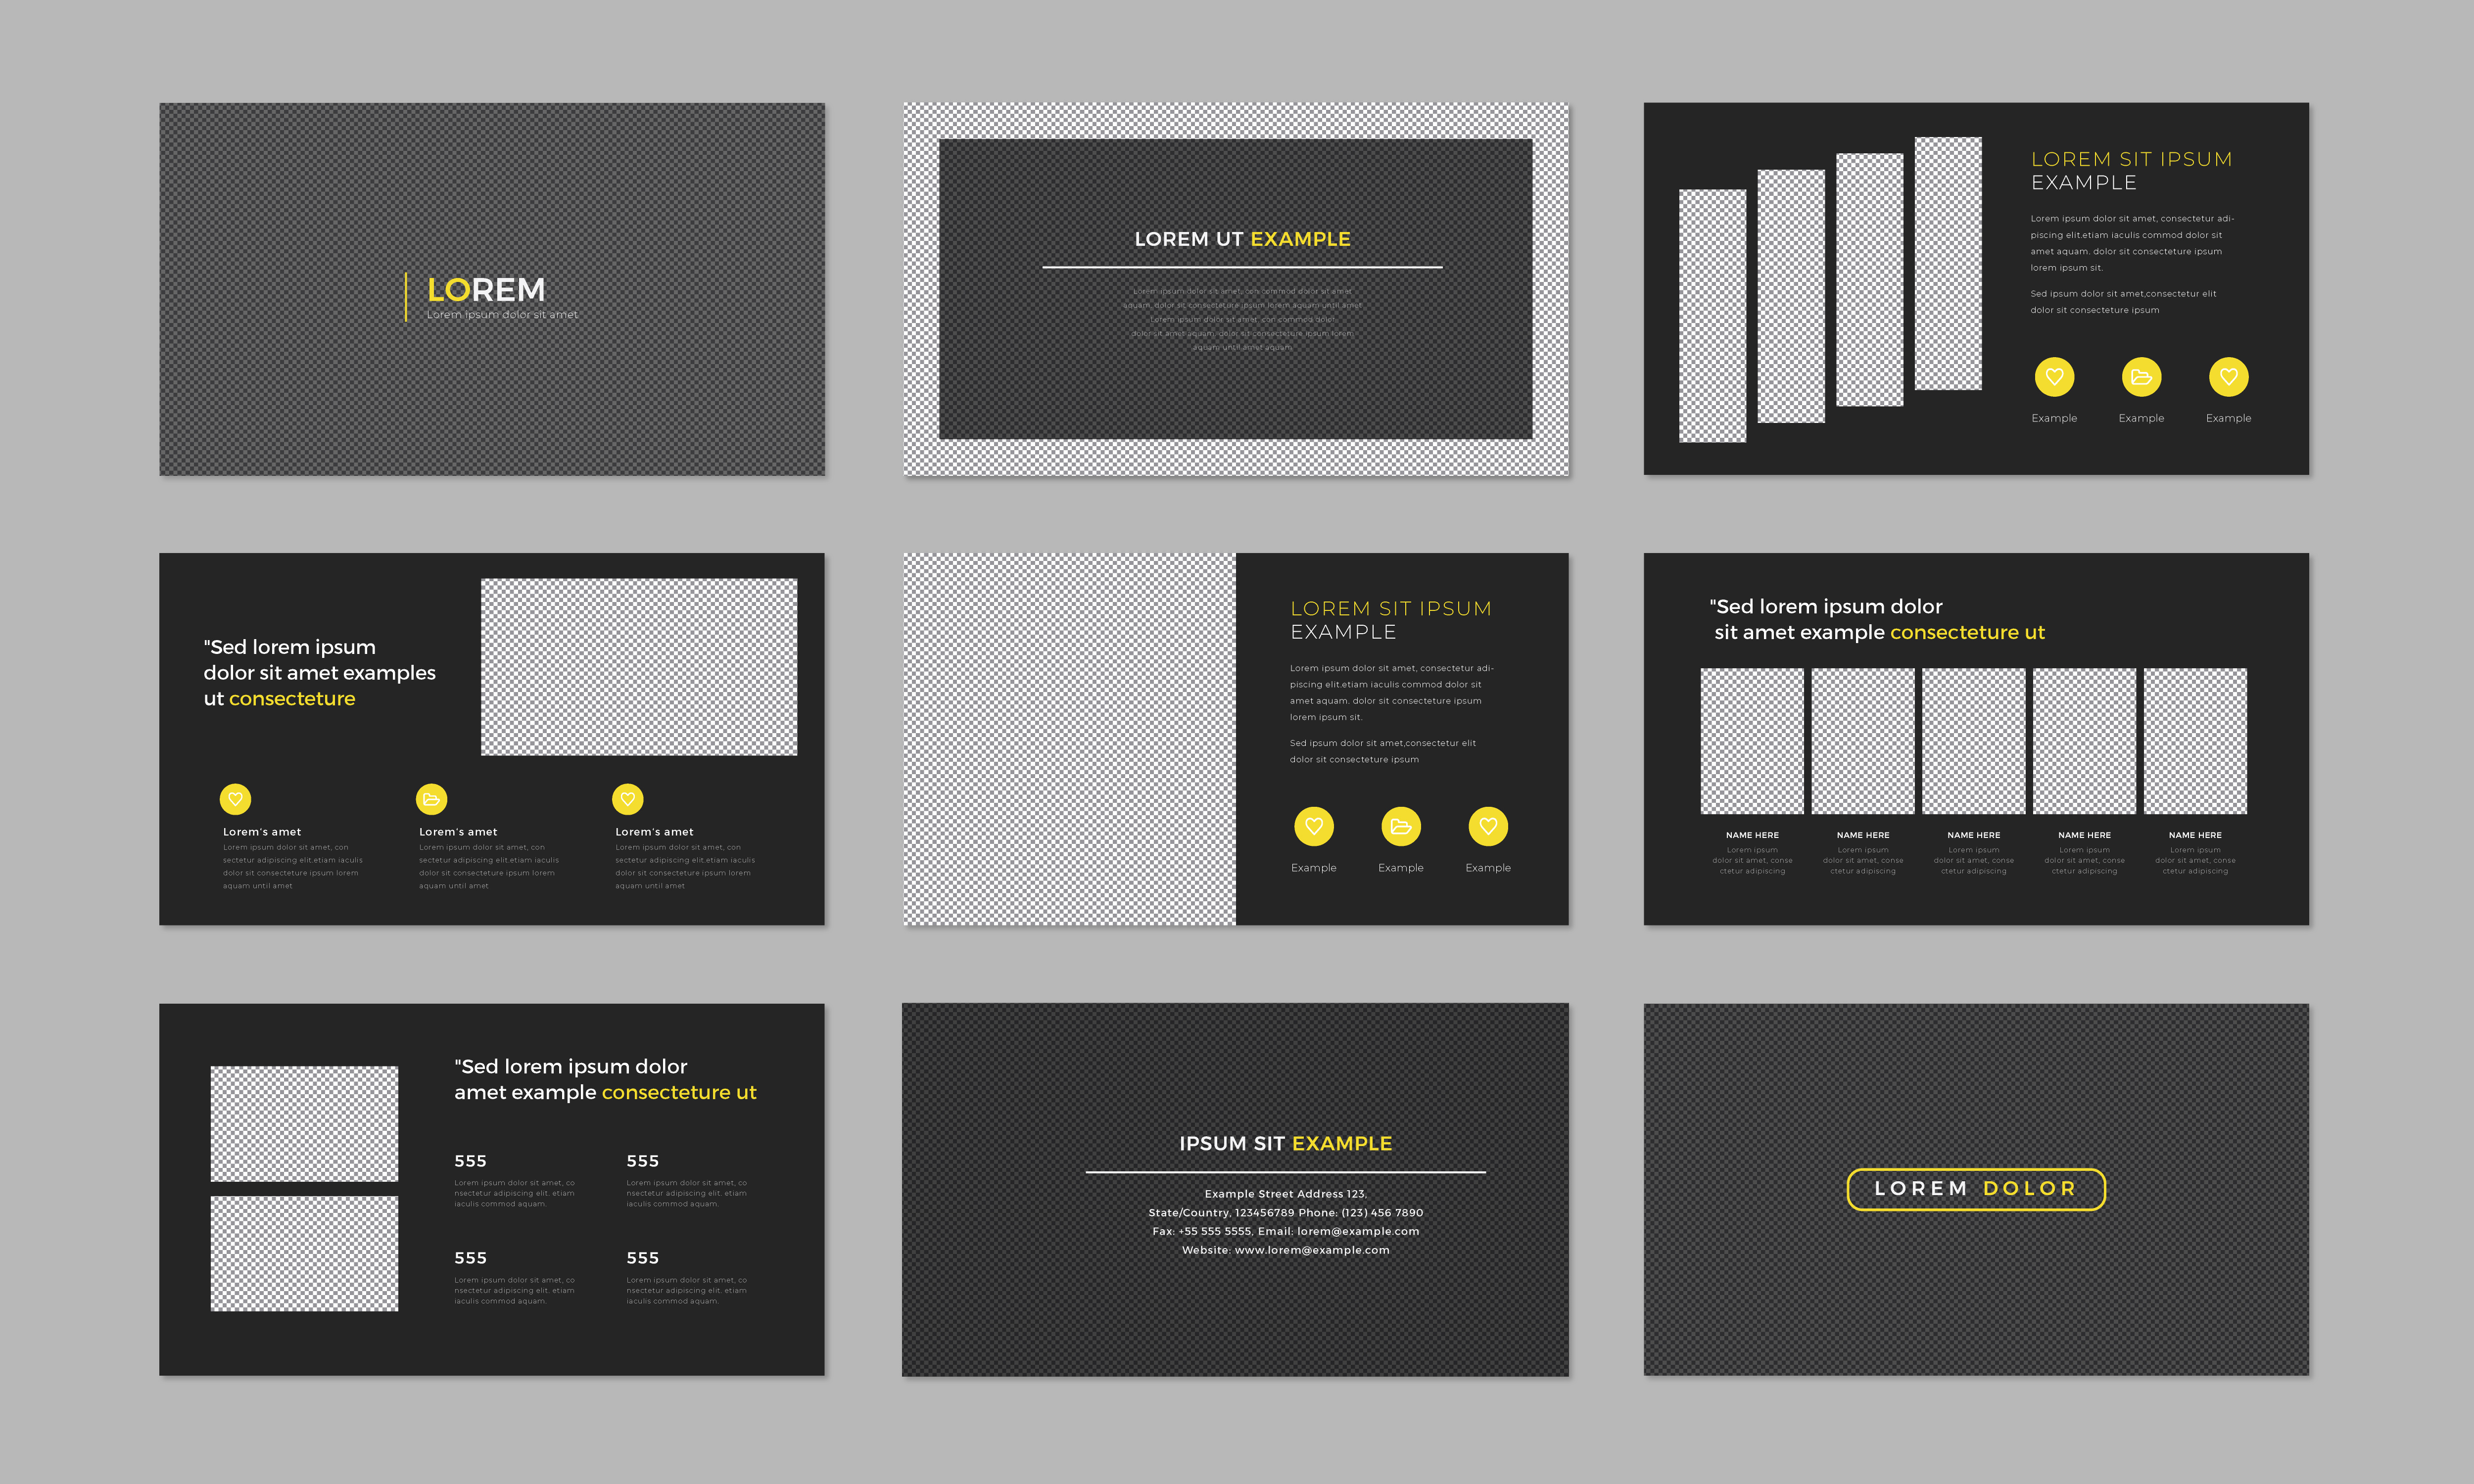 LOREM
Lorem ipsum dolor sit amet
LOREM UT EXAMPLE
Lorem ipsum dolor sit amet, con commod dolor sit amet
aquam, dolor sit consecteture ipsum lorem aquam until amet
Lorem ipsum dolor sit amet, con commod dolor
dolor sit amet aquam, dolor sit consecteture ipsum lorem
aquam until amet aquam
LOREM SIT IPSUM
EXAMPLE
Lorem ipsum dolor sit amet, consectetur adi-
piscing elit.etiam iaculis commod dolor sit
amet aquam. dolor sit consecteture ipsum
lorem ipsum sit.
Sed ipsum dolor sit amet,consectetur elit
dolor sit consecteture ipsum
Example Example Example
"Sed lorem ipsum
dolor sit amet examples
ut consecteture
Lorem's amet
Lorem ipsum dolor sit amet, con
sectetur adipiscing elit.etiam iaculis
dolor sit consecteture ipsum lorem
aquam until amet
Lorem's amet
Lorem ipsum dolor sit amet, con
sectetur adipiscing elit.etiam iaculis
dolor sit consecteture ipsum lorem
aquam until amet
Lorem's amet
Lorem ipsum dolor sit amet, con
sectetur adipiscing elit.etiam iaculis
dolor sit consecteture ipsum lorem
aquam until amet
LOREM SIT IPSUM
EXAMPLE
Lorem ipsum dolor sit amet, consectetur adi-
piscing elit.etiam iaculis commod dolor sit
amet aquam. dolor sit consecteture ipsum
lorem ipsum sit.
Sed ipsum dolor sit amet,consectetur elit
dolor sit consecteture ipsum
Example Example Example
"Sed lorem ipsum dolor
sit amet example consecteture ut
NAME HERE
Lorem ipsum
dolor sit amet, conse
ctetur adipiscing
NAME HERE
Lorem ipsum
dolor sit amet, conse
ctetur adipiscing
NAME HERE
Lorem ipsum
dolor sit amet, conse
ctetur adipiscing
NAME HERE
Lorem ipsum
dolor sit amet, conse
ctetur adipiscing
NAME HERE
Lorem ipsum
dolor sit amet, conse
ctetur adipiscing
"Sed lorem ipsum dolor
amet example consecteture ut
555
Lorem ipsum dolor sit amet, co
nsectetur adipiscing elit. etiam
iaculis commod aquam.
555
Lorem ipsum dolor sit amet, co
nsectetur adipiscing elit. etiam
iaculis commod aquam.
555
Lorem ipsum dolor sit amet, co
nsectetur adipiscing elit. etiam
iaculis commod aquam.
555
Lorem ipsum dolor sit amet, co
nsectetur adipiscing elit. etiam
iaculis commod aquam.
IPSUM SIT EXAMPLE
Example Street Address 123,
State/Country, 123456789 Phone: (123) 456 7890
Fax: +55 555 5555, Email: lorem@example.com
Website: www.lorem@example.com
LOREM DOLOR